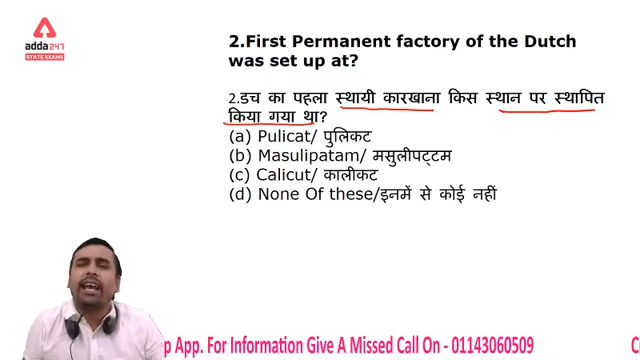 adda247
STATE EXAMS
2.First Permanent factory of the Dutch
was set up at?
2.डच का पहला स्थायी कारखाना किस स्थान पर स्थापित
किया गया था?
(a) Pulicat/ पुलिकट
(b) Masulipatam/ मसुलीपट्टम
(c) Calicut/ कालीकट
(d) None Of these/इनमें से कोई नहीं
p App. For Information Give A Missed Call On - 01143060509